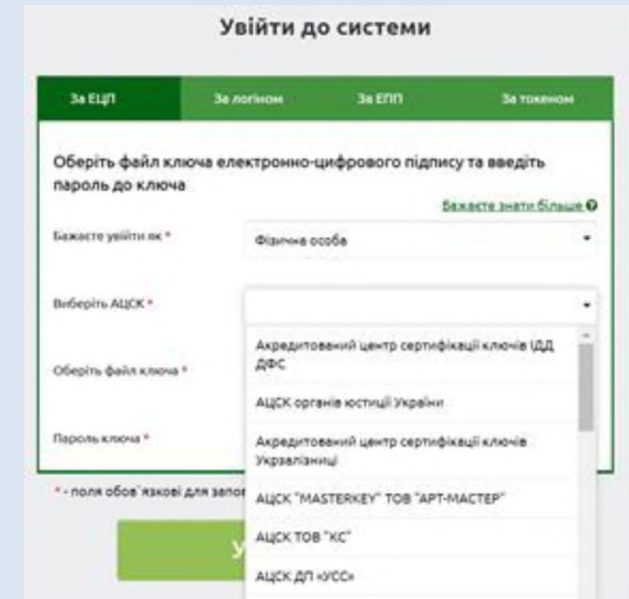 Увійти до системи
За ЕЦП За логіном За ЕПП За токеном
Оберіть файл ключа електронно-цифрового підпису та введіть
пароль до ключа
Бажаєте знати більше
Бажаєте увійти як * Фізична особа
Виберіть АЦСК *
Акредитований центр сертифікації ключів ІДД
ДФС
Оберіть файл ключа *
АЦСК органів юстиції України
Пароль ключа * Акредитований центр сертифікації ключів
Укрзалізниці
* - поля обов`язкові для запов
АЦСК "MASTERKEY" ТОВ "АРТ-МАСТЕР"
У
АЦСК ТОВ "КС"
АЦСК ДП «УСС»